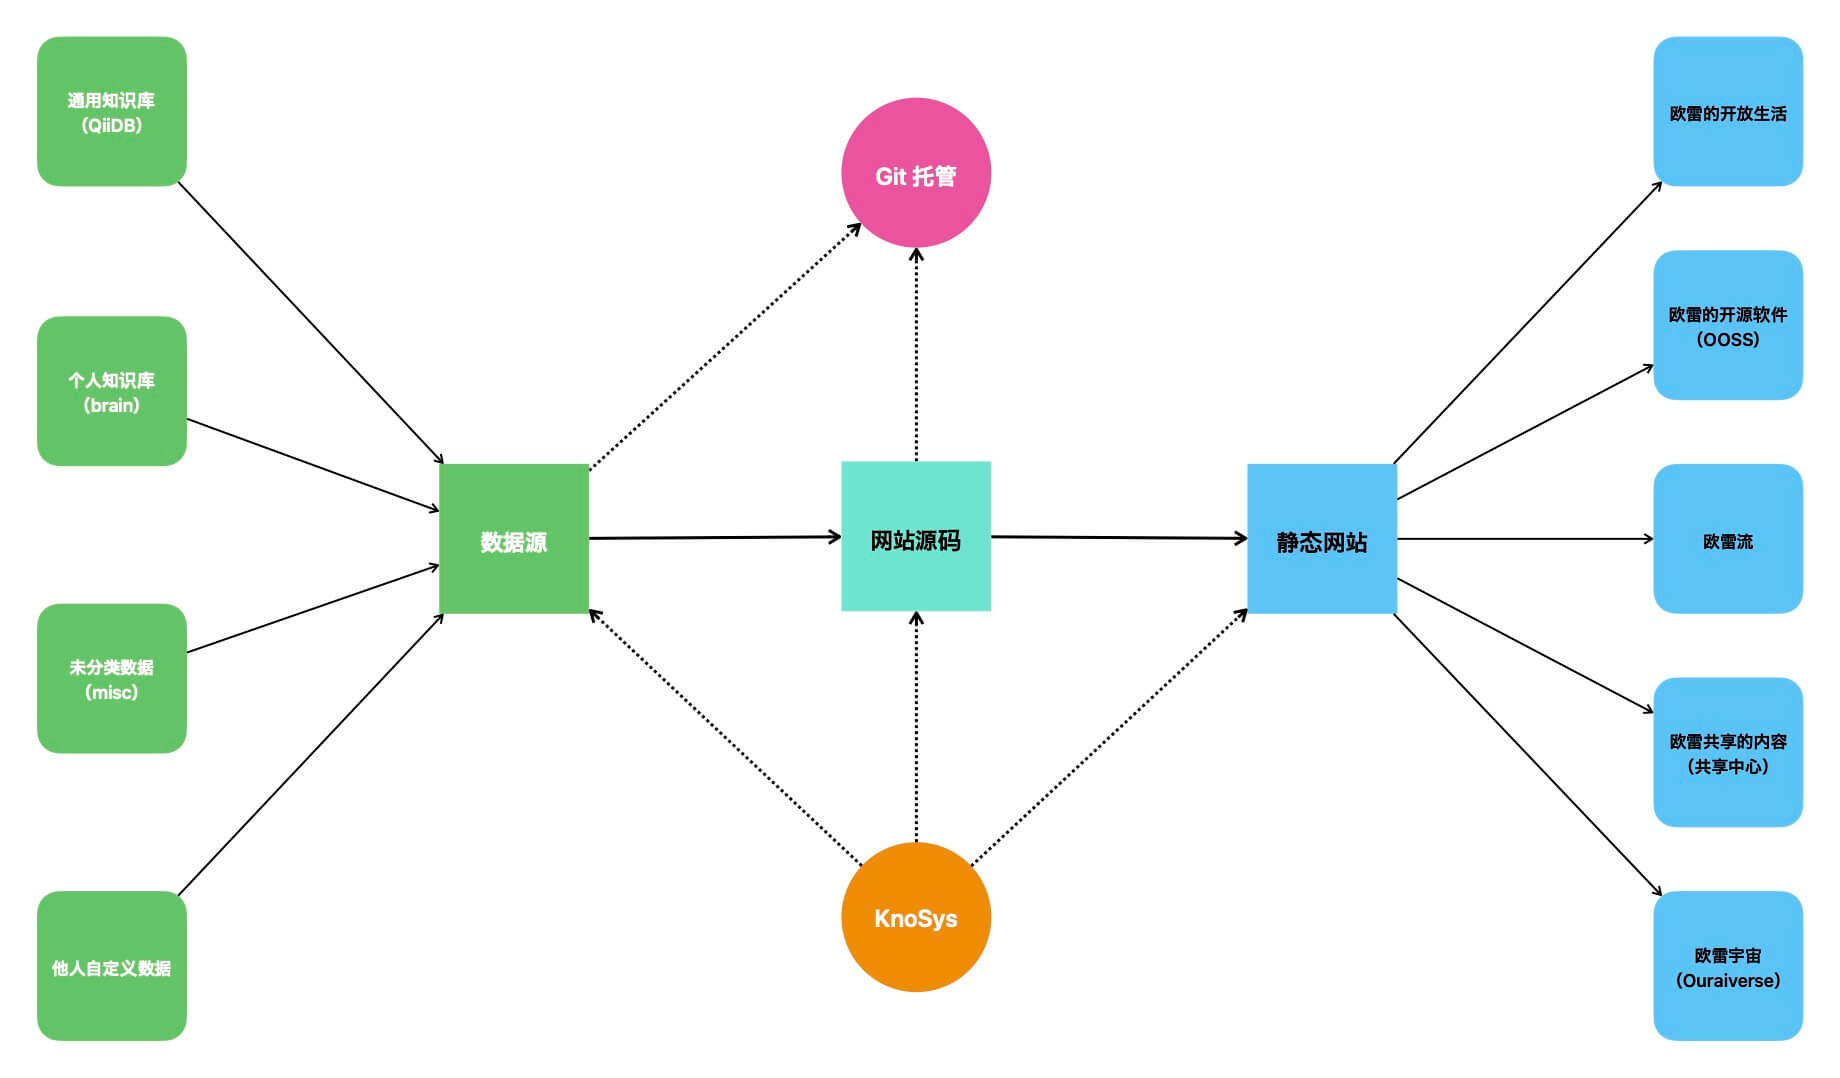 通用知识库
（QiiDB）
个人知识库
（brain）
未分类数据
（misc）
他人自定义数据
数据源
Git 托管
网站源码
KnoSys
静态网站
欧雷的开放生活
欧雷的开源软件
（OOSS）
欧雷流
欧雷共享的内容
（共享中心）
欧雷宇宙
（Ouraiverse）